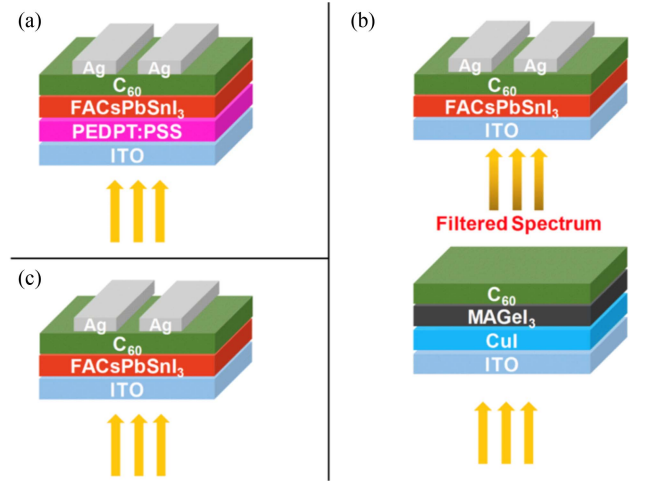 (a)
Ag Ag
C60
FACsPbSnI3
PEDPT:PSS
ITO
(b)
Ag Ag
C60
FACsPbSnI3
ITO
Filtered Spectrum
C60
MAGeI3
CuI
ITO
(c)
Ag Ag
C60
FACsPbSnI3
ITO